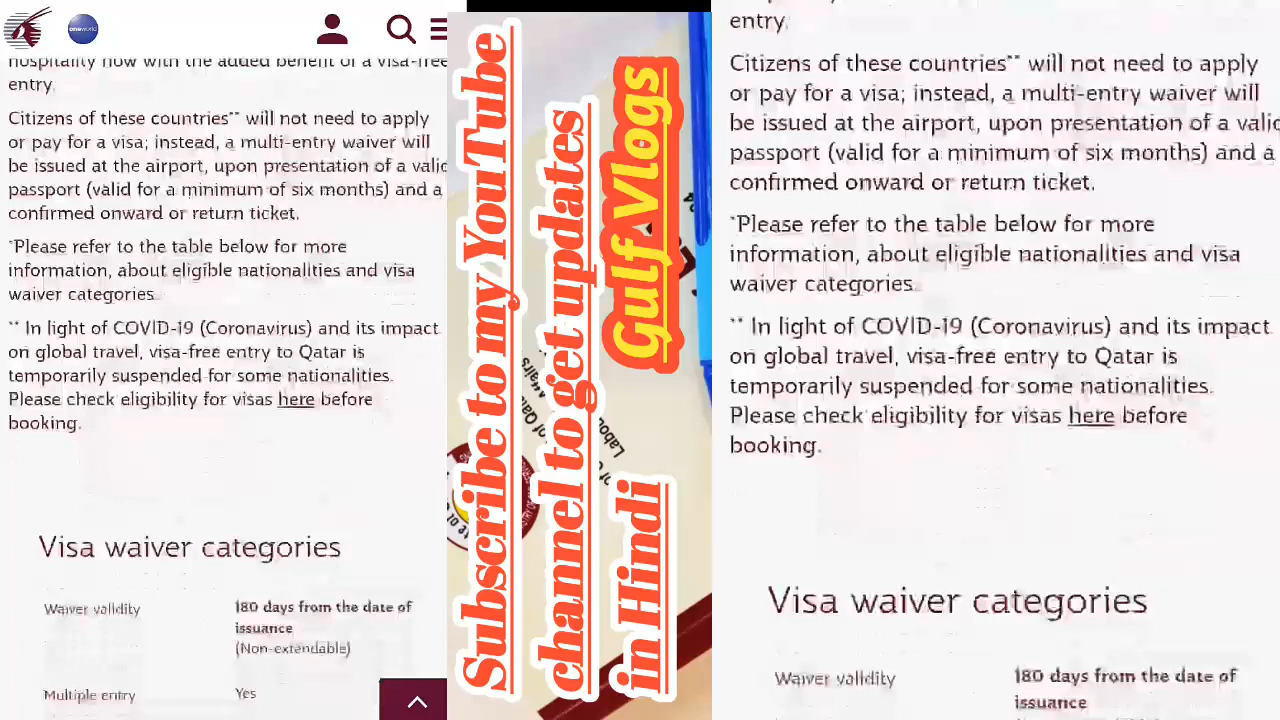 oneworld
hospitality now with the added benefit of a visa-free
entry.
Citizens of these countries** will not need to apply
or pay for a visa; instead, a multi-entry waiver will
be issued at the airport, upon presentation of a valid
passport (valid for a minimum of six months) and a
confirmed onward or return ticket.
*Please refer to the table below for more
information, about eligible nationalities and visa
waiver categories.
** In light of COVID-19 (Coronavirus) and its impact
on global travel, visa-free entry to Qatar is
temporarily suspended for some nationalities.
Please check eligibility for visas here before
booking.
Visa waiver categories
Waiver validity 180 days from the date of
issuance
(Non-extendable)
Multiple entry Yes
Subscribe to my YouTube
channel to get updates
in Hindi
Gulf Vlogs
of Qatar
Labor
entry.
Citizens of these countries** will not need to apply
or pay for a visa; instead, a multi-entry waiver will
be issued at the airport, upon presentation of a valid
passport (valid for a minimum of six months) and a
confirmed onward or return ticket.
*Please refer to the table below for more
information, about eligible nationalities and visa
waiver categories.
** In light of COVID-19 (Coronavirus) and its impact
on global travel, visa-free entry to Qatar is
temporarily suspended for some nationalities.
Please check eligibility for visas here before
booking.
Visa waiver categories
Waiver validity 180 days from the date of
issuance